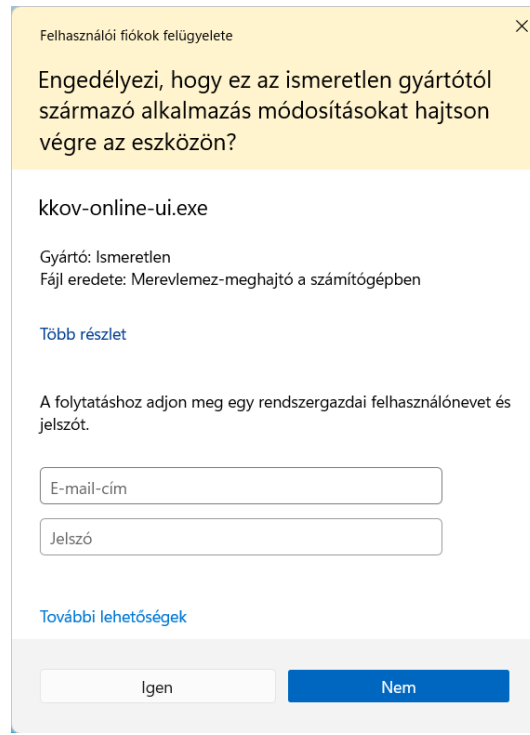 Felhasználói fiókok felügyelete
Engedélyezi, hogy ez az ismeretlen gyártótól
származó alkalmazás módosításokat hajtson
végre az eszközön?
kkov-online-ui.exe
Gyártó: Ismeretlen
Fájl eredete: Merevlemez-meghajtó a számítógépben
Több részlet
A folytatáshoz adjon meg egy rendszergazdai felhasználónevet és
jelszót.
E-mail-cím
Jelszó
További lehetőségek
Igen
Nem